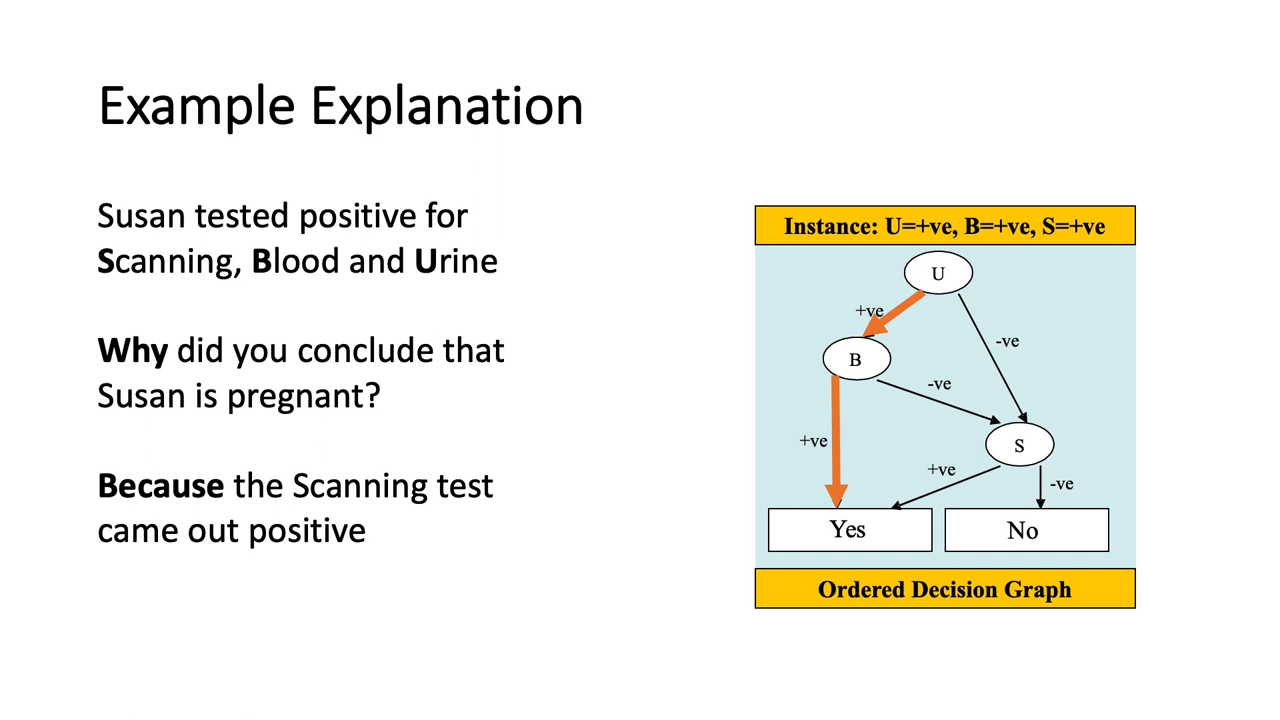 Example Explanation
Susan tested positive for
Scanning, Blood and Urine
Why did you conclude that
Susan is pregnant?
Because the Scanning test
came out positive
Instance: U=+ve, B=+ve, S=+ve
U
+ve
-ve
B
-ve
+ve
S
+ve
-ve
Yes
No
Ordered Decision Graph